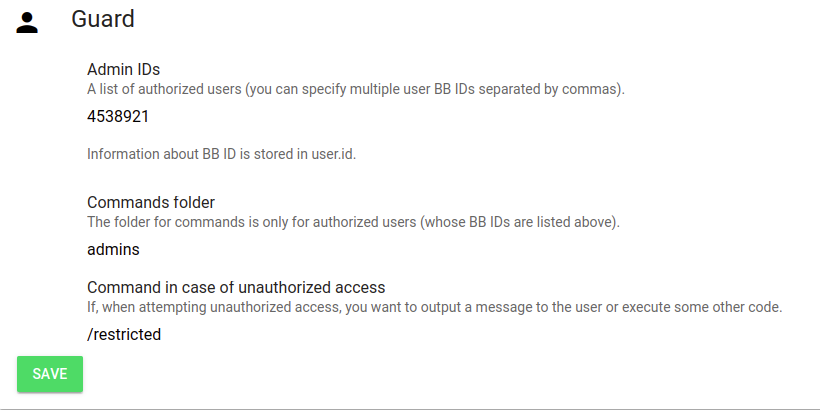 Guard
Admin IDs
A list of authorized users (you can specify multiple user BB IDs separated by commas).
4538921
Information about BB ID is stored in user.id.
Commands folder
The folder for commands is only for authorized users (whose BB IDs are listed above).
admins
Command in case of unauthorized access
If, when attempting unauthorized access, you want to output a message to the user or execute some other code.
/restricted
SAVE